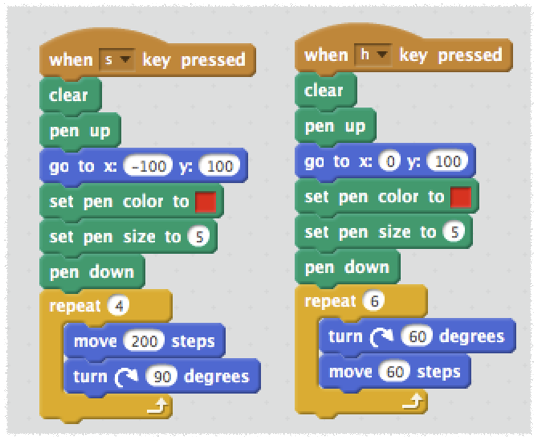 when s key pressed
clear
pen up
go to x: -100 y: 100
set pen color to
set pen size to 5
pen down
repeat 4
move 200 steps
turn 90 degrees
when h key pressed
clear
pen up
go to x: 0 y: 100
set pen color to
set pen size to 5
pen down
repeat 6
turn 60 degrees
move 60 steps